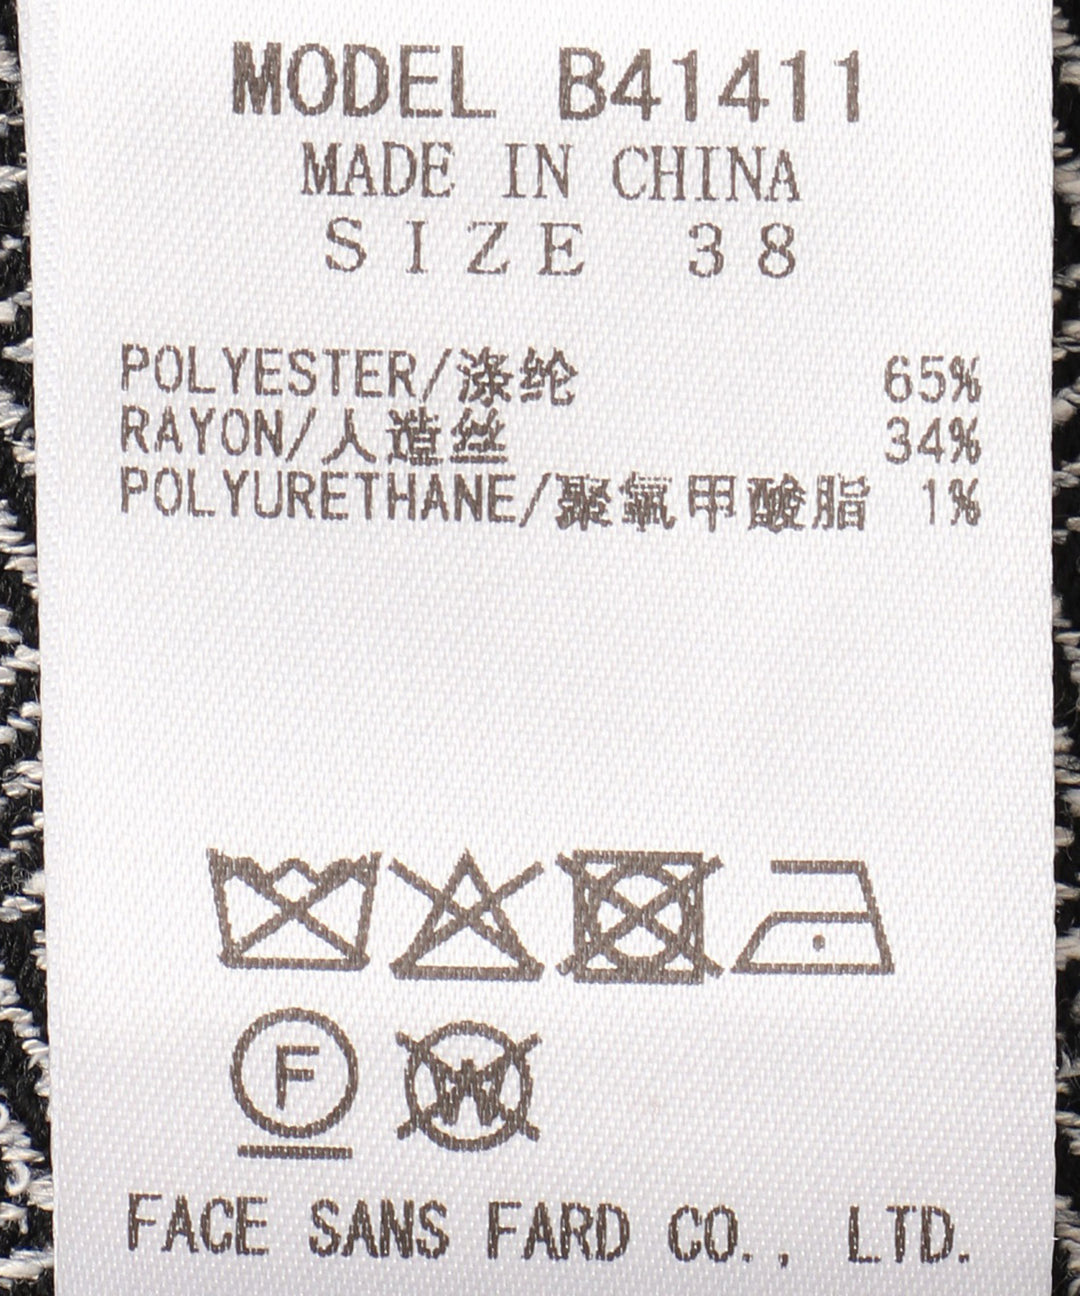 MODEL B41411
MADE IN CHINA
SIZE 38
POLYESTER/涤纶 65%
RAYON/人造丝 34%
POLYURETHANE/聚氨甲酸脂 1%
F W
FACE SANS FARD CO., LTD.